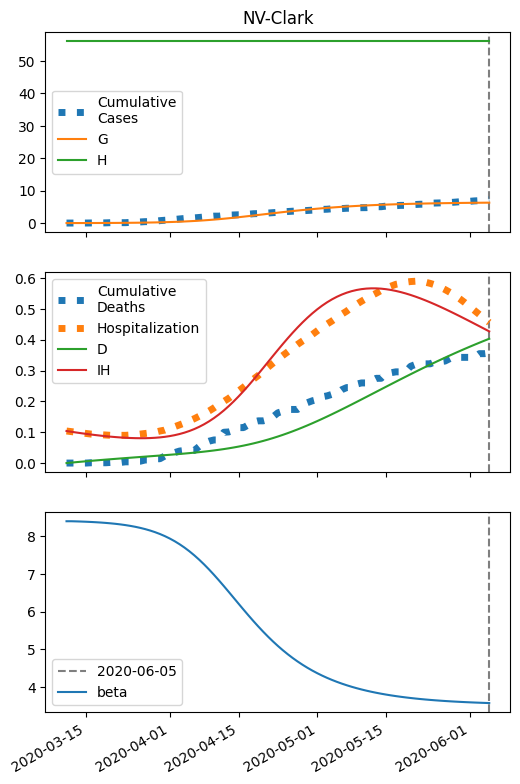 NV-Clark
50
40
30
20
10
0
Cumulative
Cases
G
H
0.6
0.5
0.4
0.3
0.2
0.1
0.0
Cumulative
Deaths
Hospitalization
D
IH
8
7
6
5
4
2020-06-05
beta
2020-03-15
2020-04-01
2020-04-15
2020-05-01
2020-05-15
2020-06-01